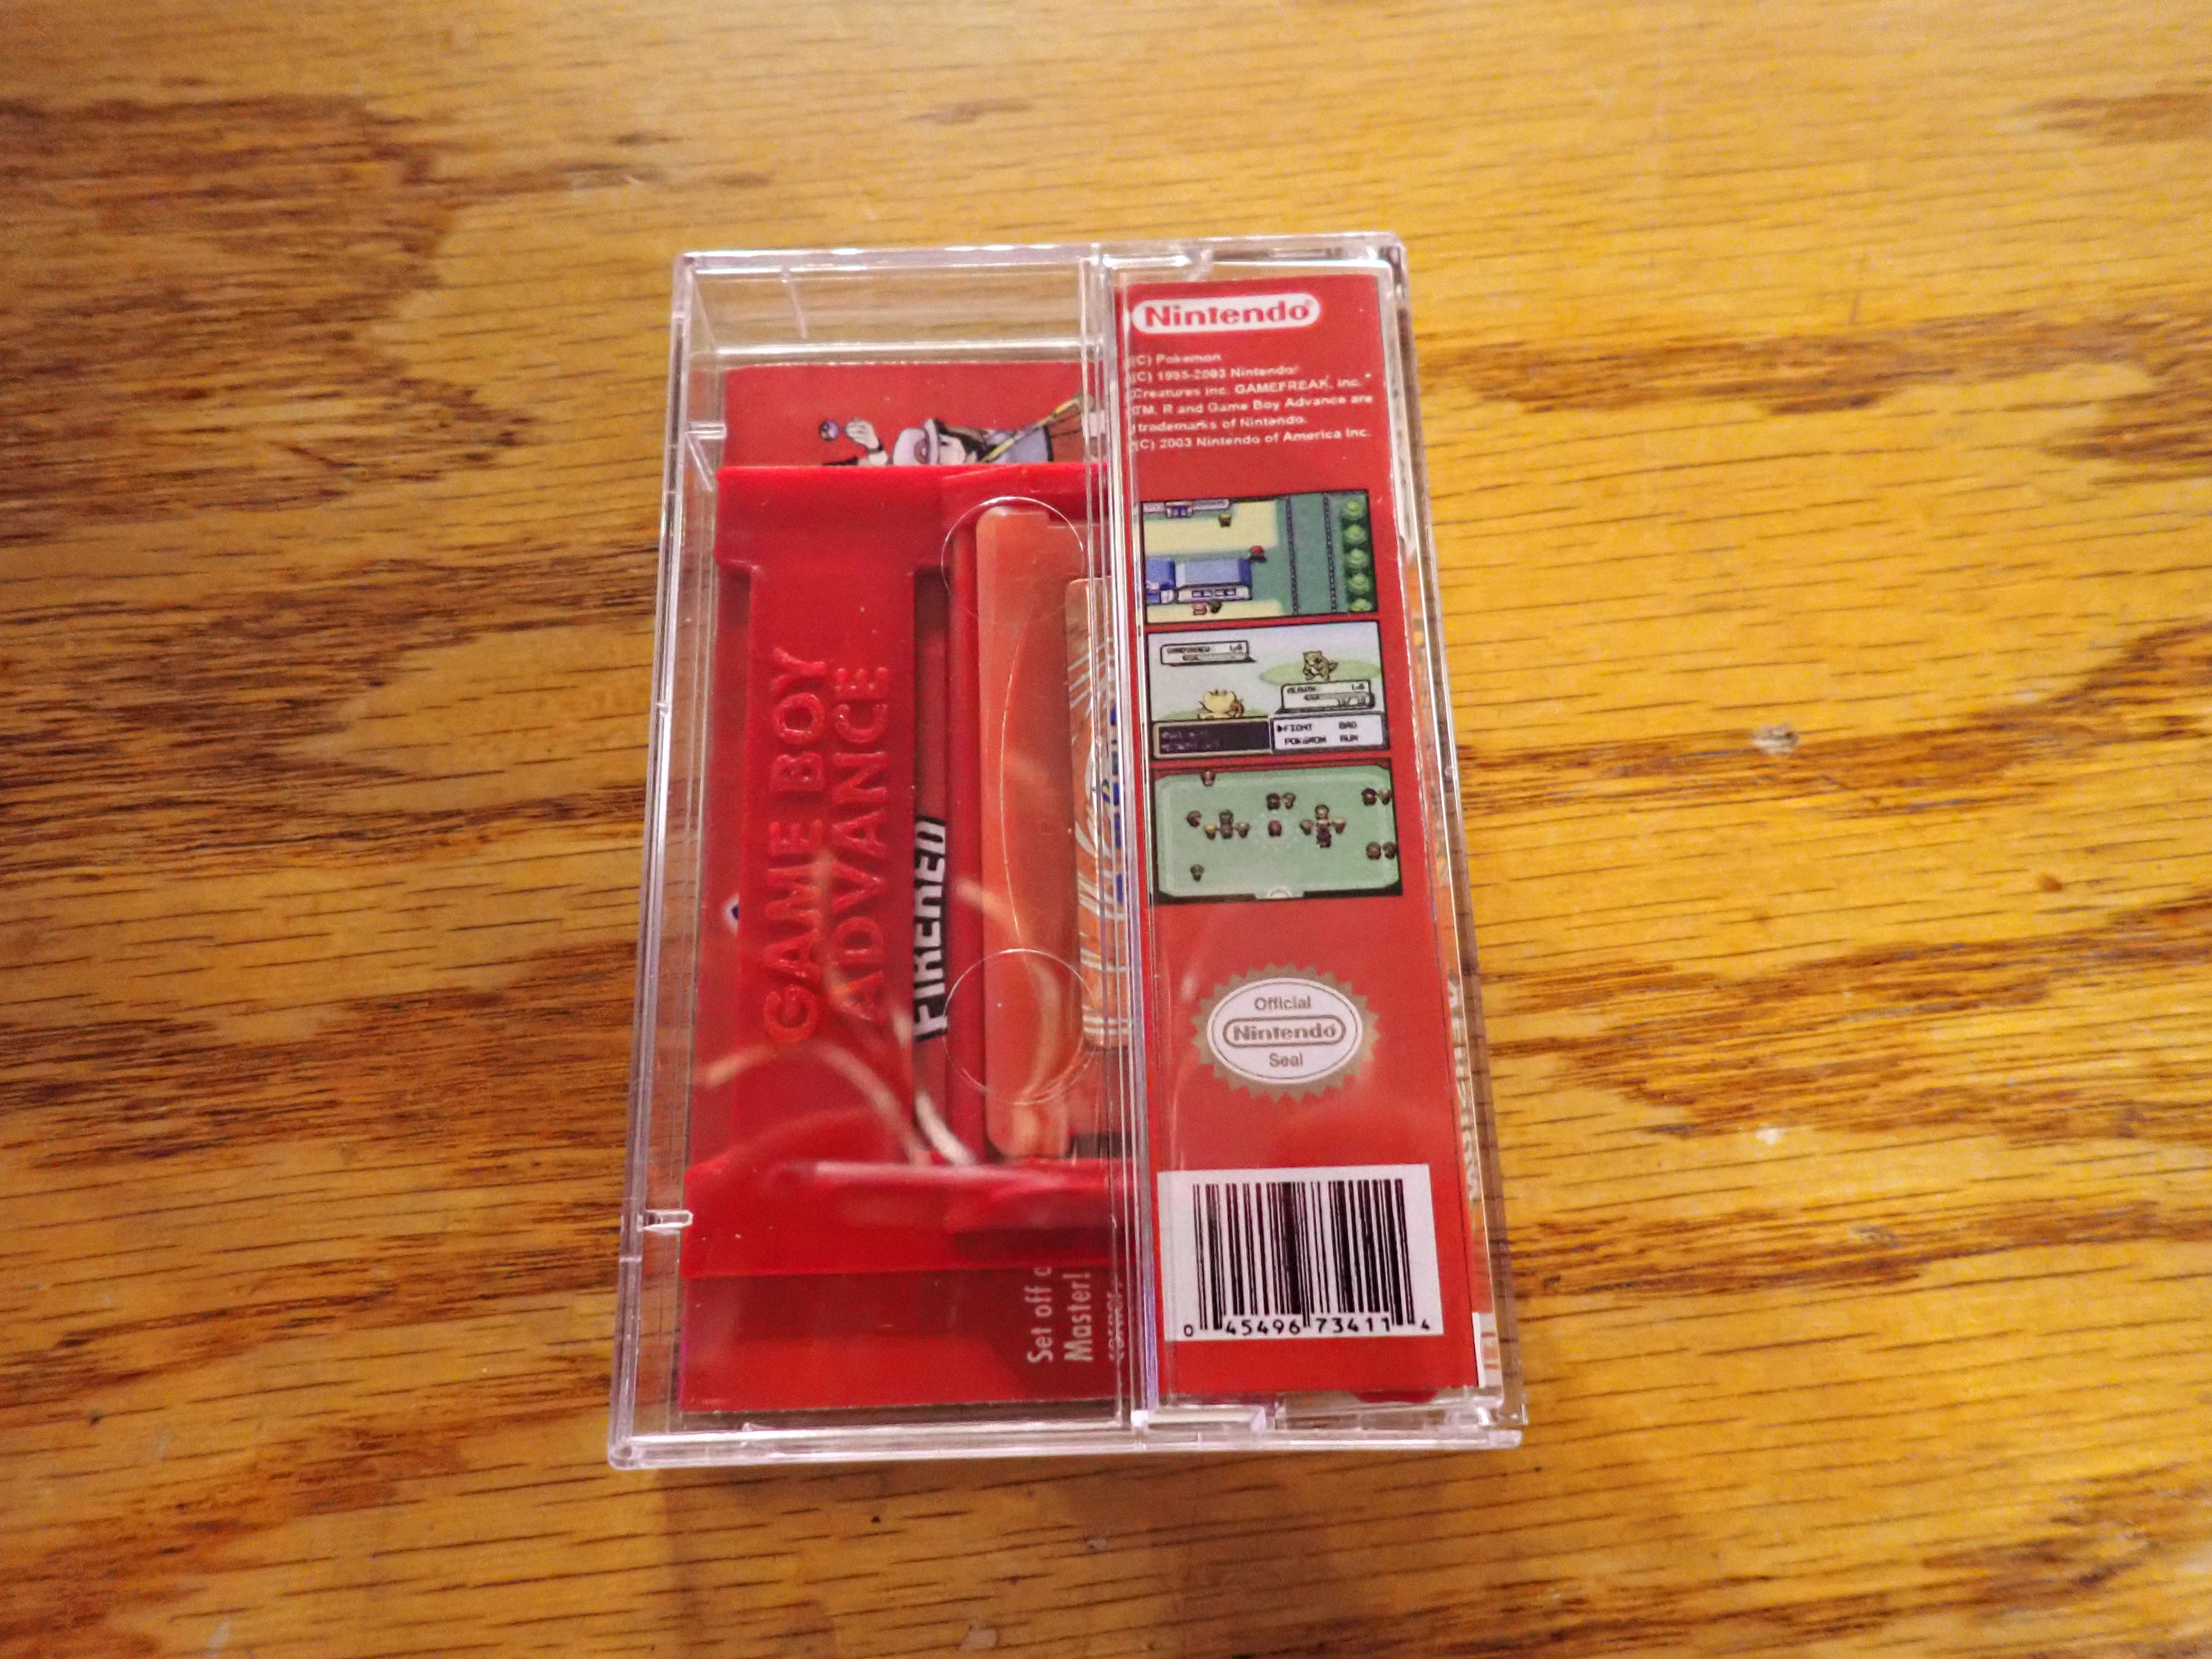 Nintendo®
(C) Pokemon
(C) 1995-2003 Nintendo/
Creatures inc. GAMEFREAK, inc.
TM, R and Game Boy Advance are
trademarks of Nintendo.
(C) 2003 Nintendo of America Inc.
FIGHT BAG
POKéMON RUN
Official
Nintendo
Seal
0 45496 73411 4
GAME BOY
ADVANCE
FIRERED
Set off
Master!